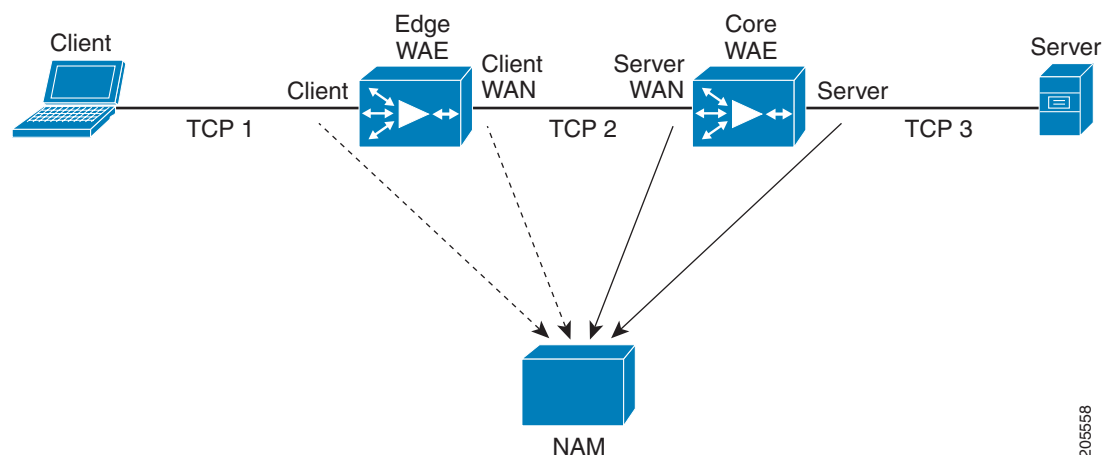 Client
Edge
WAE
Core
WAE
Server
Client
Client
WAN
Server
WAN
Server
TCP 1
TCP 2
TCP 3
NAM
205558